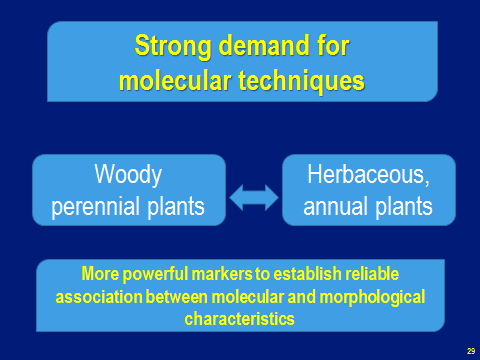 Strong demand for
molecular techniques
Woody
perennial plants
Herbaceous,
annual plants
More powerful markers to establish reliable
association between molecular and morphological
characteristics
29